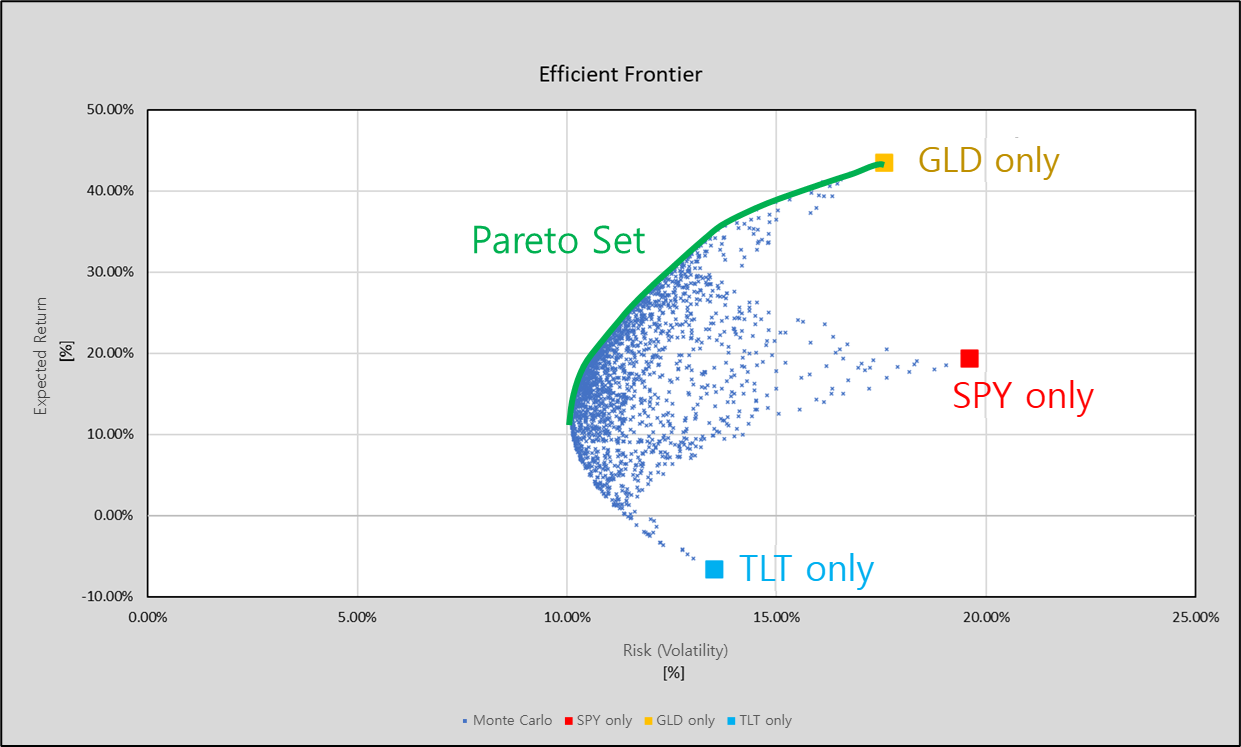 Efficient Frontier
50.00%
40.00%
30.00%
20.00%
10.00%
0.00%
-10.00%
Expected Return
[%]
GLD only
Pareto Set
SPY only
TLT only
0.00% 5.00% 10.00% 15.00% 20.00% 25.00%
Risk (Volatility)
[%]
Monte Carlo SPY only GLD only TLT only